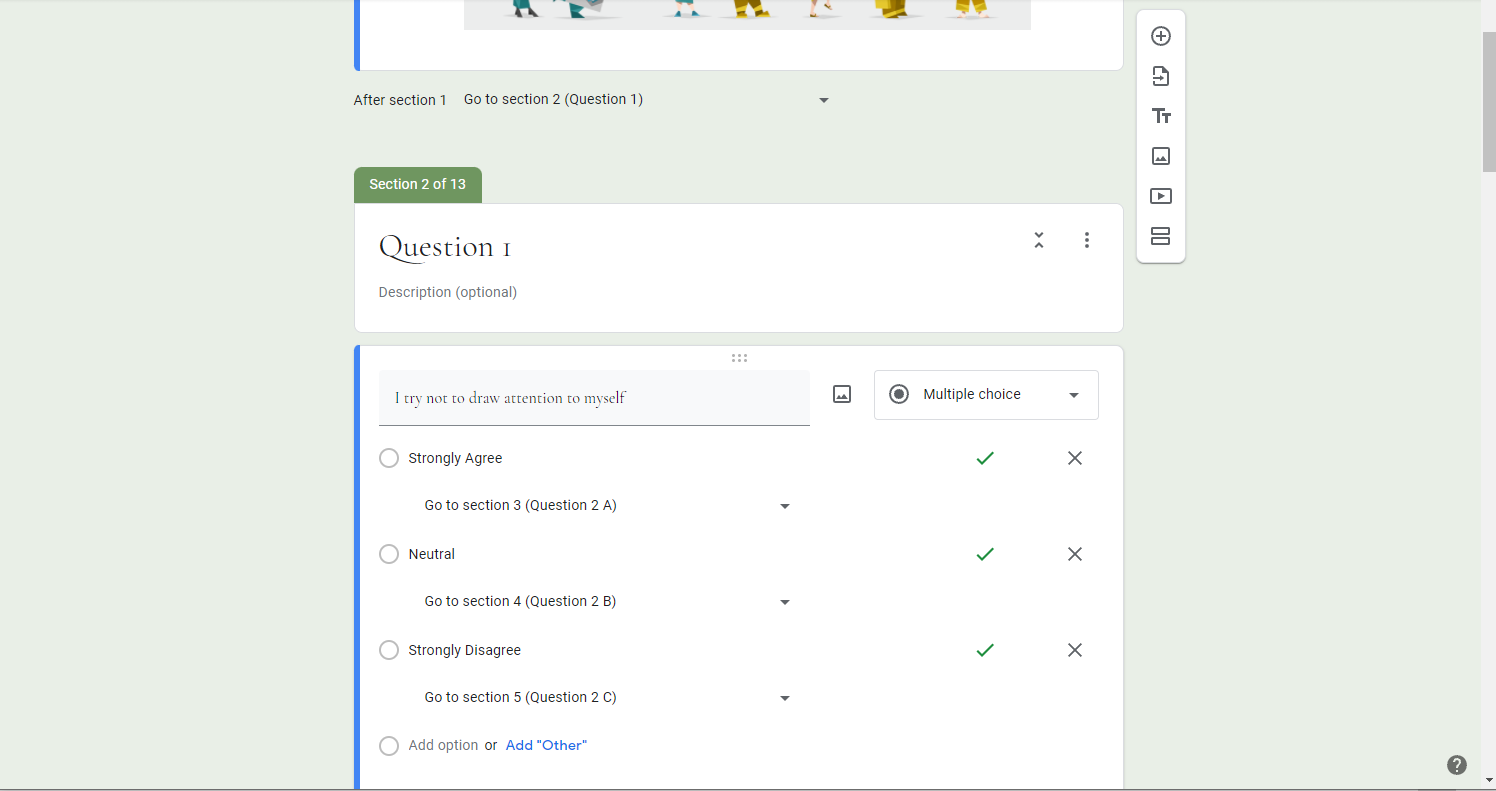 After section 1 Go to section 2 (Question 1)
Section 2 of 13
Question 1
Description (optional)
I try not to draw attention to myself
Multiple choice
Strongly Agree
Go to section 3 (Question 2 A)
Neutral
Go to section 4 (Question 2 B)
Strongly Disagree
Go to section 5 (Question 2 C)
Add option or Add "Other"